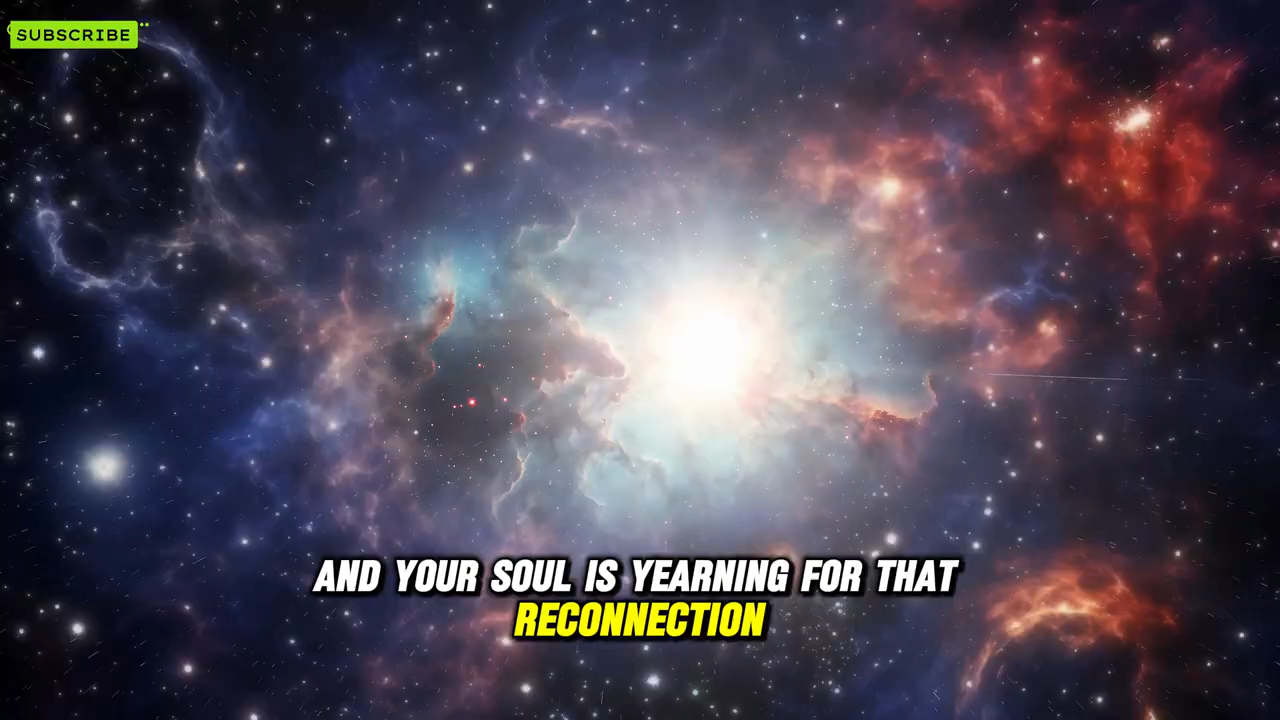 SUBSCRIBE
AND YOUR SOUL IS YEARNING FOR THAT
RECONNECTION